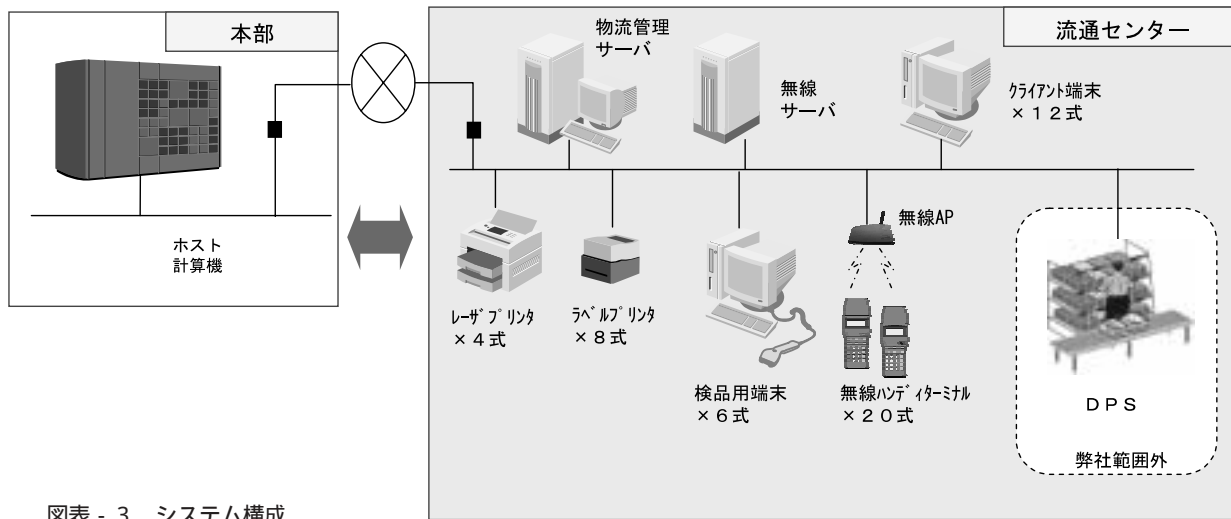 本部
ホスト
計算機
流通センター
物流管理
サーバ
無線
サーバ
ｸﾗｲｱﾝﾄ端末
×１２式
ﾚｰｻﾞﾌﾟﾘﾝﾀ
×４式
ﾗﾍﾞﾙﾌﾟﾘﾝﾀ
×８式
検品用端末
×６式
無線AP
無線ﾊﾝﾃﾞｨﾀｰﾐﾅﾙ
×２０式
ＤＰＳ
弊社範囲外
図表 - ３　システム構成